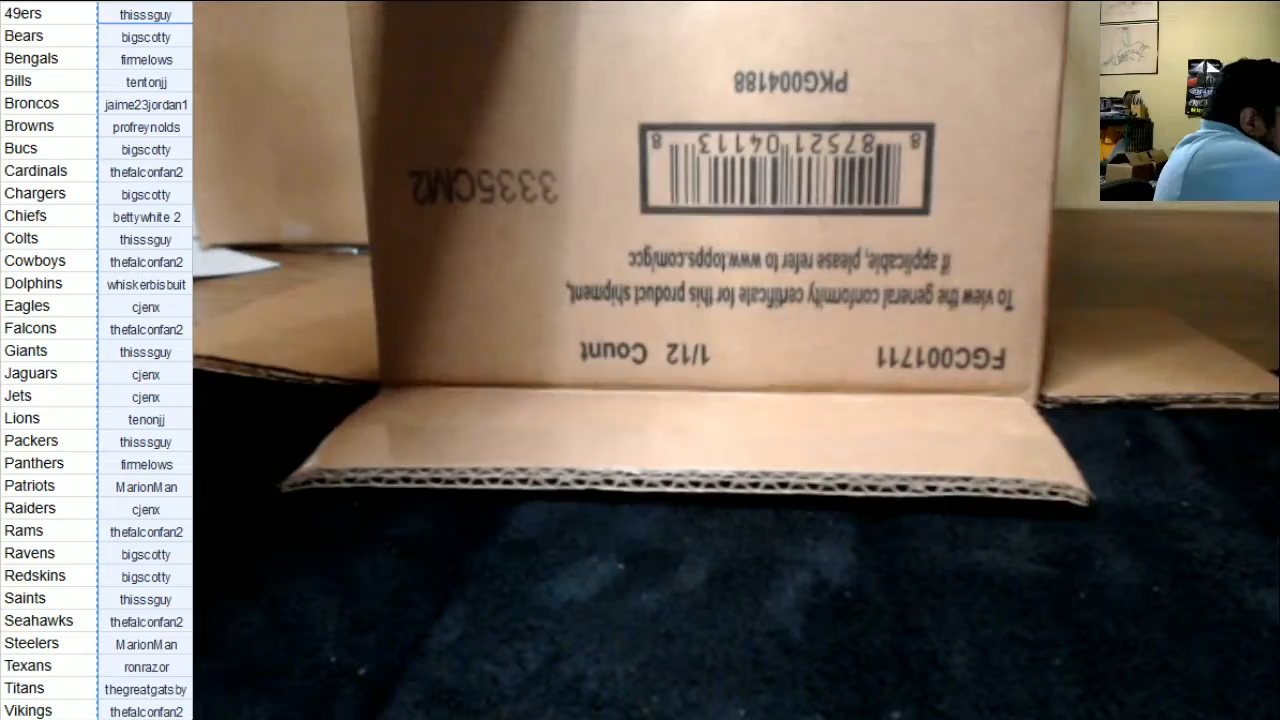 49ers thisssguy
Bears bigscotty
Bengals firmelows
Bills tentonjj
Broncos jaime23jordan1
Browns profreynolds
Bucs bigscotty
Cardinals thefalconfan2
Chargers bigscotty
Chiefs bettywhite 2
Colts thisssguy
Cowboys thefalconfan2
Dolphins whiskerbisbuit
Eagles cjenx
Falcons thefalconfan2
Giants thisssguy
Jaguars cjenx
Jets cjenx
Lions tenonjj
Packers thisssguy
Panthers firmelows
Patriots MarionMan
Raiders cjenx
Rams thefalconfan2
Ravens bigscotty
Redskins bigscotty
Saints thisssguy
Seahawks thefalconfan2
Steelers MarionMan
Texans ronrazor
Titans thegreatgatsby
Vikings thefalconfan2
FGC001711 1/12 Count
To view the general conformity certificate for this product shipment,
if applicable, please refer to www.topps.com/gcc
8 87521 04113 8
3335CM2
PKG004188